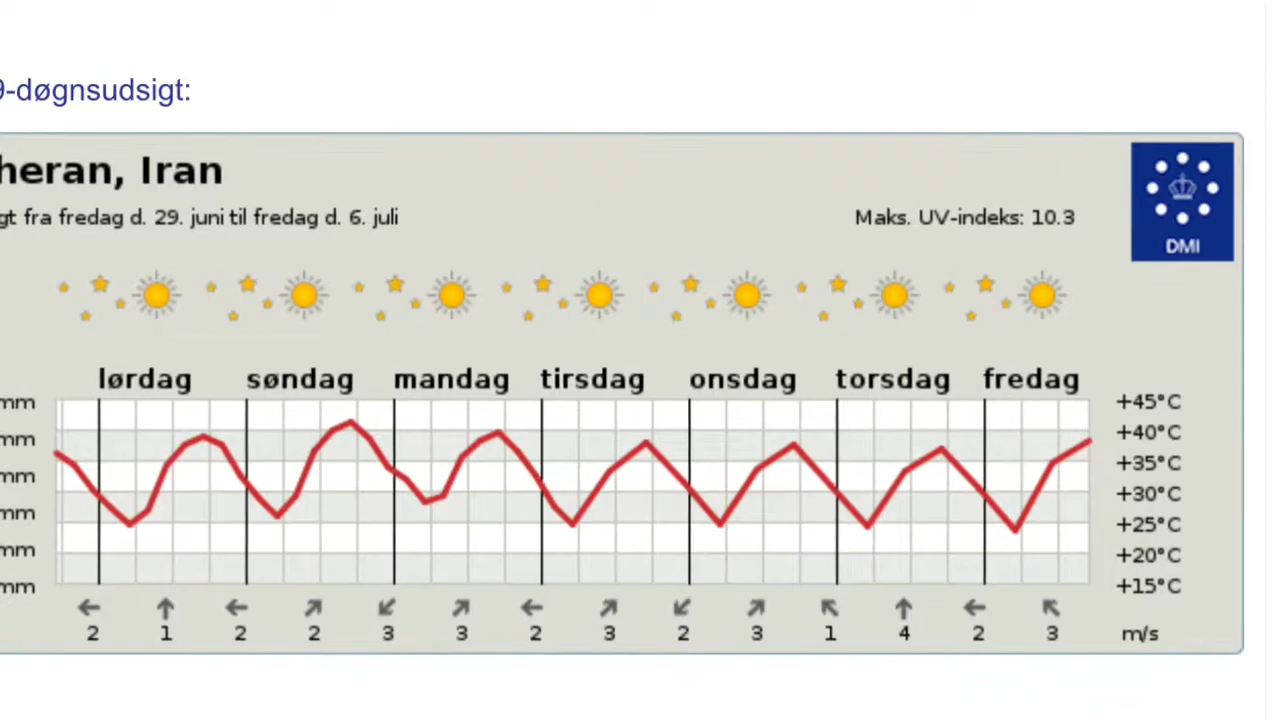 9-døgnsudsigt:
heran, Iran
gt fra fredag d. 29. juni til fredag d. 6. juli
Maks. UV-indeks: 10.3
DMI
lørdag søndag mandag tirsdag onsdag torsdag fredag
mm +45°C
mm +40°C
mm +35°C
+30°C
mm +25°C
mm +20°C
mm +15°C
2 1 2 2 3 3 2 3 2 3 1 4 2 3 m/s